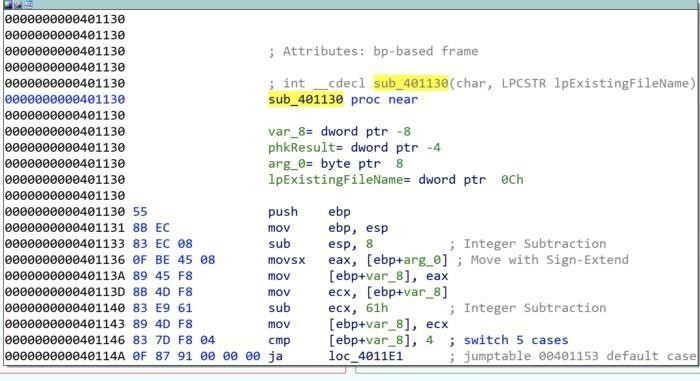 0000000000401130
0000000000401130
0000000000401130 ; Attributes: bp-based frame
0000000000401130
0000000000401130 ; int __cdecl sub_401130(char, LPCSTR lpExistingFileName)
0000000000401130 sub_401130 proc near
0000000000401130
0000000000401130 var_8= dword ptr -8
0000000000401130 phkResult= dword ptr -4
0000000000401130 arg_0= byte ptr  8
0000000000401130 lpExistingFileName= dword ptr  0Ch
0000000000401130
0000000000401130 55 push ebp
0000000000401131 8B EC mov ebp, esp
0000000000401133 83 EC 08 sub esp, 8 ; Integer Subtraction
0000000000401136 0F BE 45 08 movsx eax, [ebp+arg_0] ; Move with Sign-Extend
000000000040113A 89 45 F8 mov [ebp+var_8], eax
000000000040113D 8B 4D F8 mov ecx, [ebp+var_8]
0000000000401140 83 E9 61 sub ecx, 61h ; Integer Subtraction
0000000000401143 89 4D F8 mov [ebp+var_8], ecx
0000000000401146 83 7D F8 04 cmp [ebp+var_8], 4 ; switch 5 cases
000000000040114A 0F 87 91 00 00 00 ja loc_4011E1 ; jumptable 00401153 default case